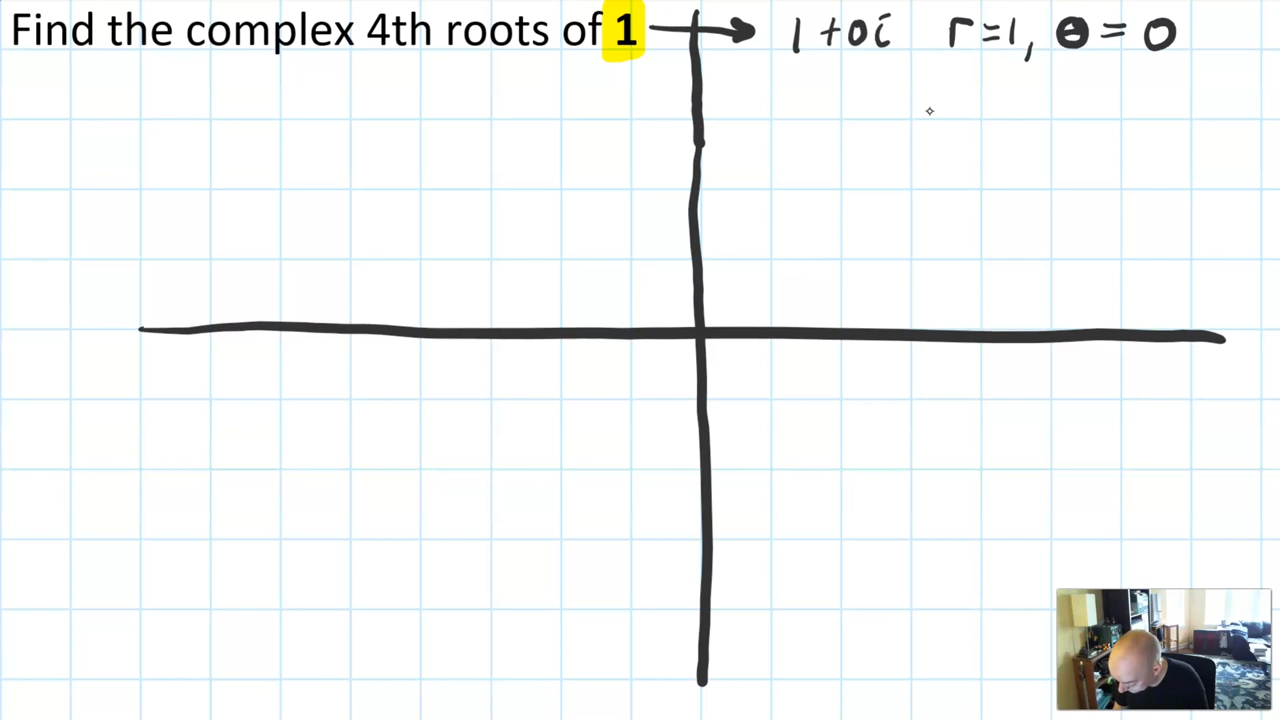 Find the complex 4th roots of 1 → 1 + 0i r = 1, θ = 0